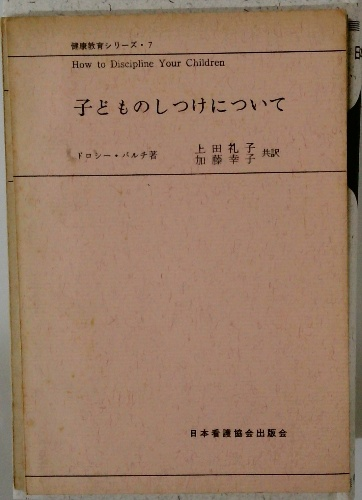 健康教育シリーズ・7
How to Discipline Your Children
子どものしつけについて
ドロシー・バルチ著
上田礼子
加藤幸子 共訳
日本看護協会出版会